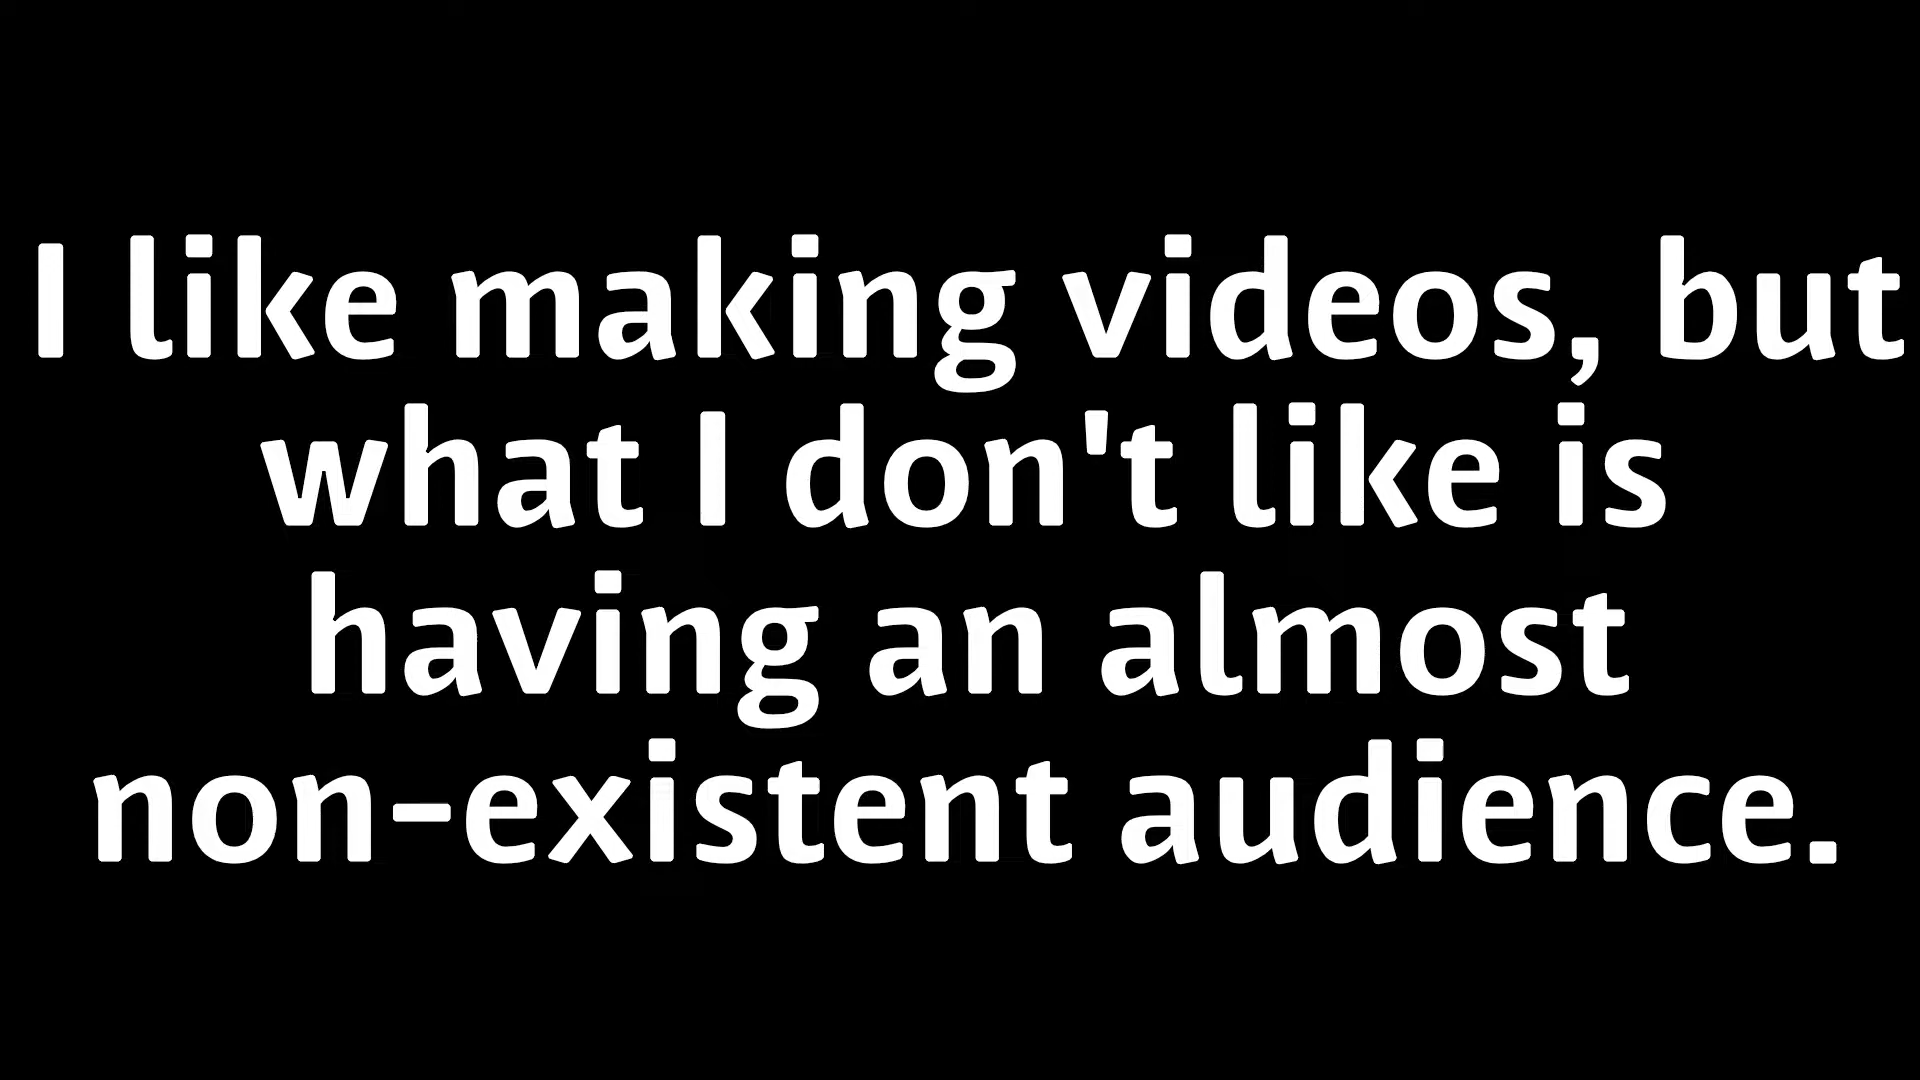 I like making videos, but
what I don't like is
having an almost
non-existent audience.